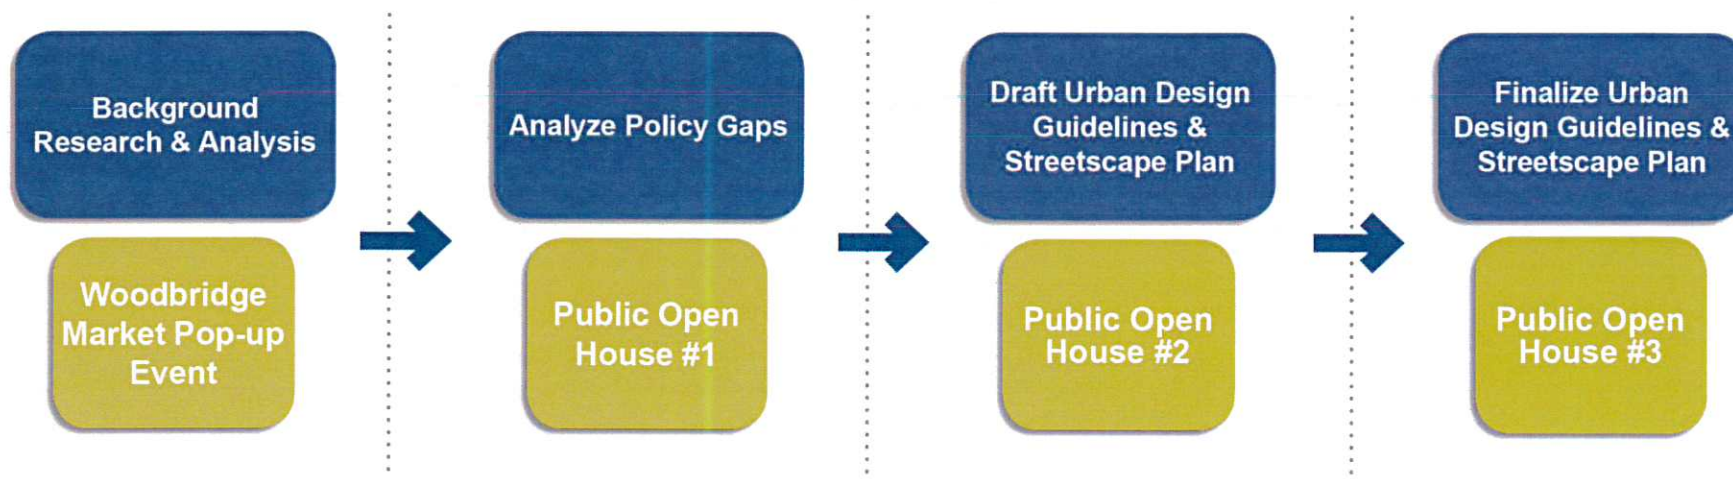 Background
Research & Analysis
Woodbridge
Market Pop-up
Event
Analyze Policy Gaps
Public Open
House #1
Draft Urban Design
Guidelines &
Streetscape Plan
Public Open
House #2
Finalize Urban
Design Guidelines &
Streetscape Plan
Public Open
House #3